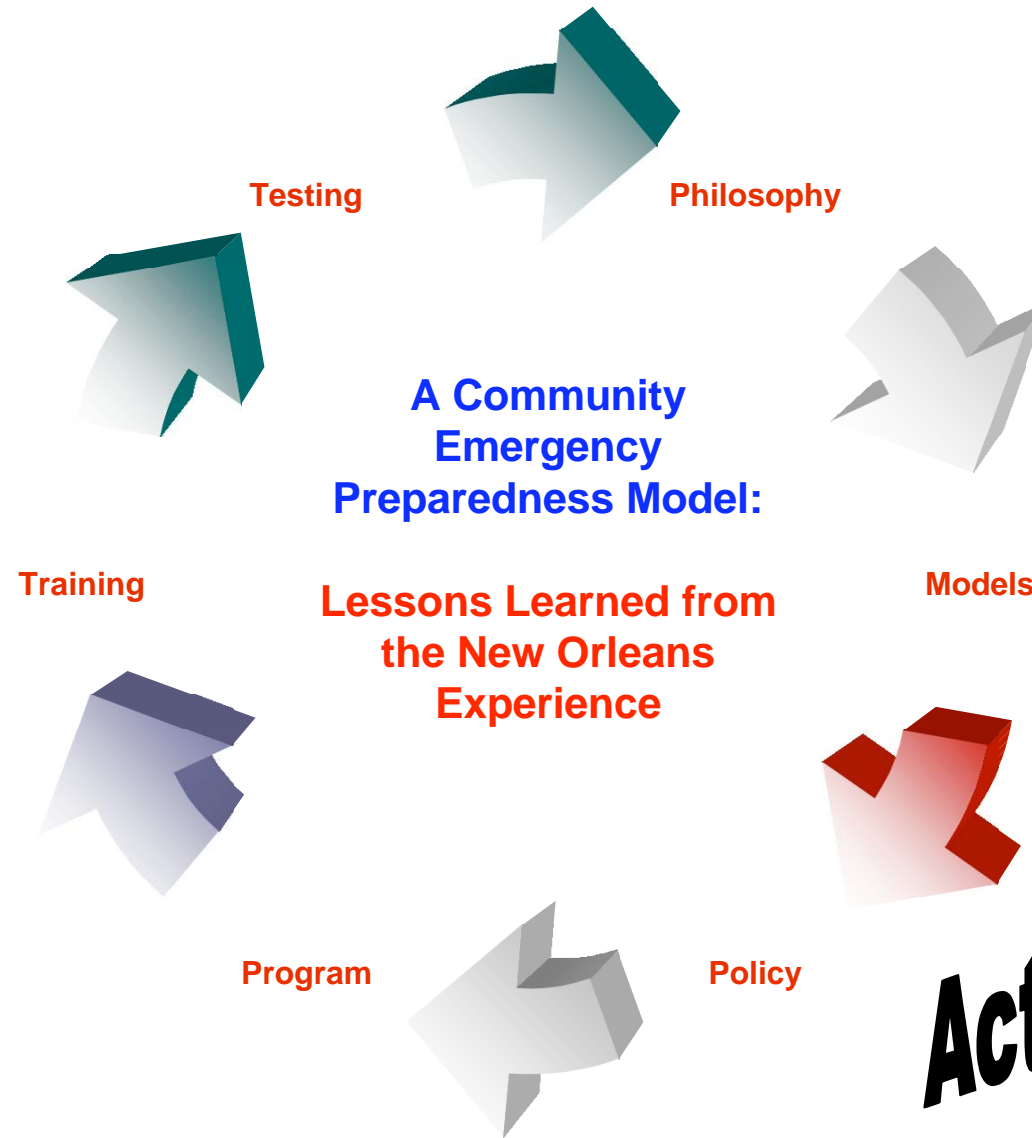 Testing Philosophy
A Community
Emergency
Preparedness Model:
Training Models
Lessons Learned from
the New Orleans
Experience
Program Policy